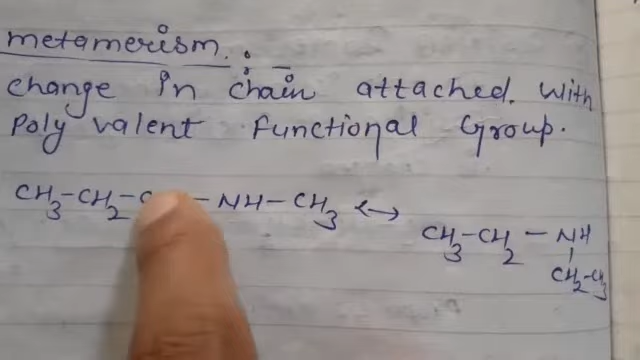 metamerism :-
change in chain attached with
Poly valent Functional Group.
CH3-CH2-C - NH-CH3 <-> CH3-CH2 - NH
CH2-CH3